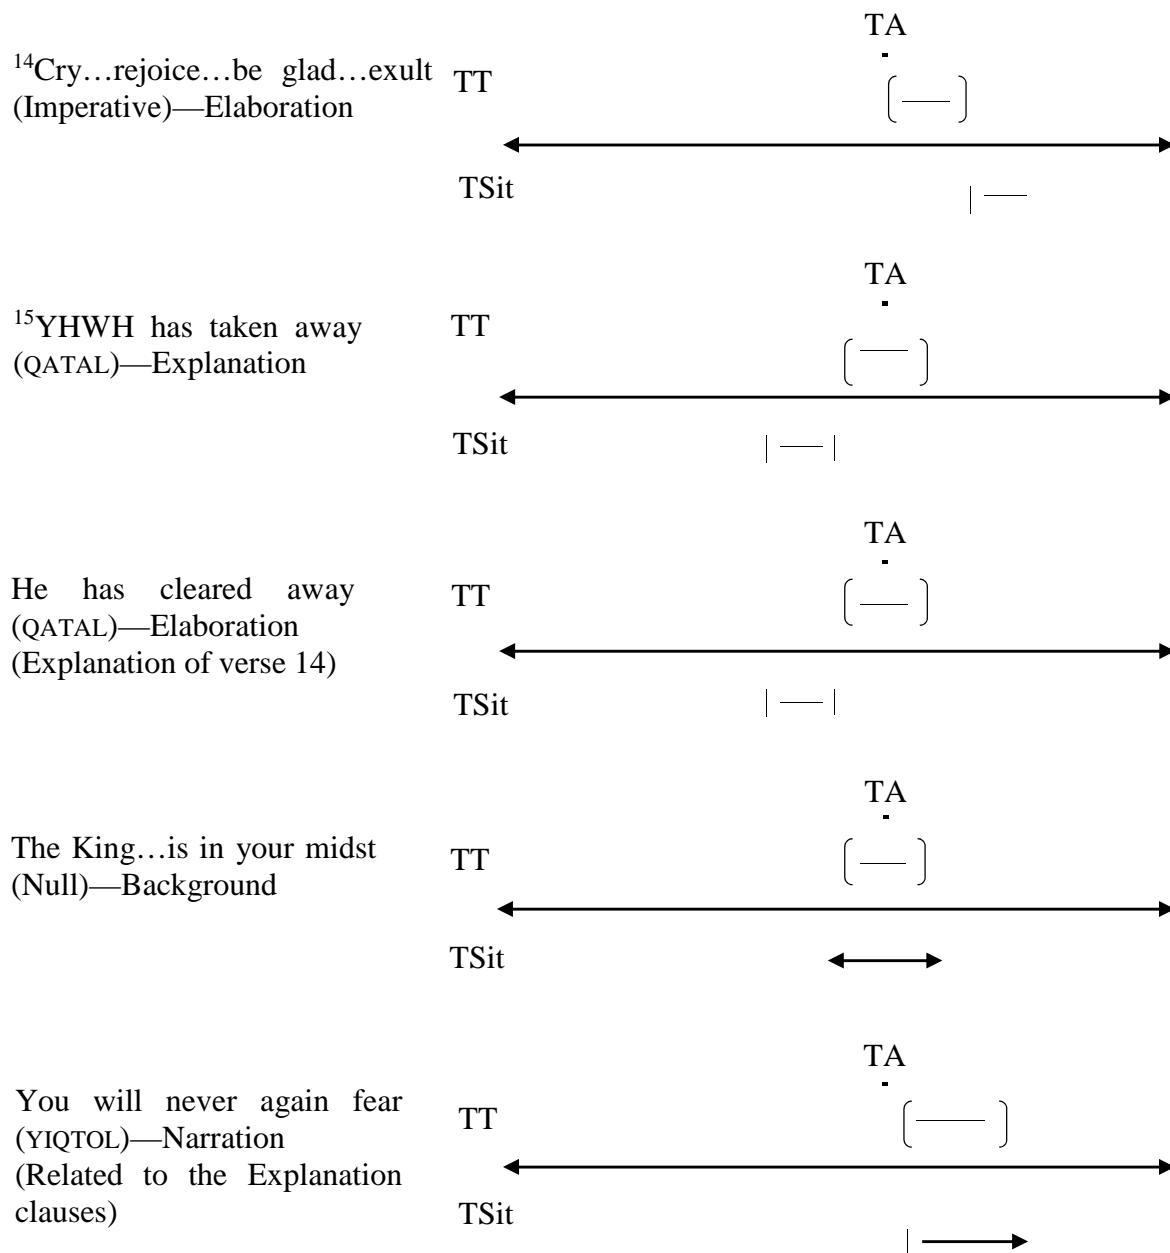 TA
¹⁴Cry…rejoice…be glad…exult
(Imperative)—Elaboration
TT
TSit
TA
¹⁵YHWH has taken away
(QATAL)—Explanation
TT
TSit
TA
He has cleared away
(QATAL)—Elaboration
(Explanation of verse 14)
TT
TSit
TA
The King…is in your midst
(Null)—Background
TT
TSit
TA
You will never again fear
(YIQTOL)—Narration
(Related to the Explanation
clauses)
TT
TSit